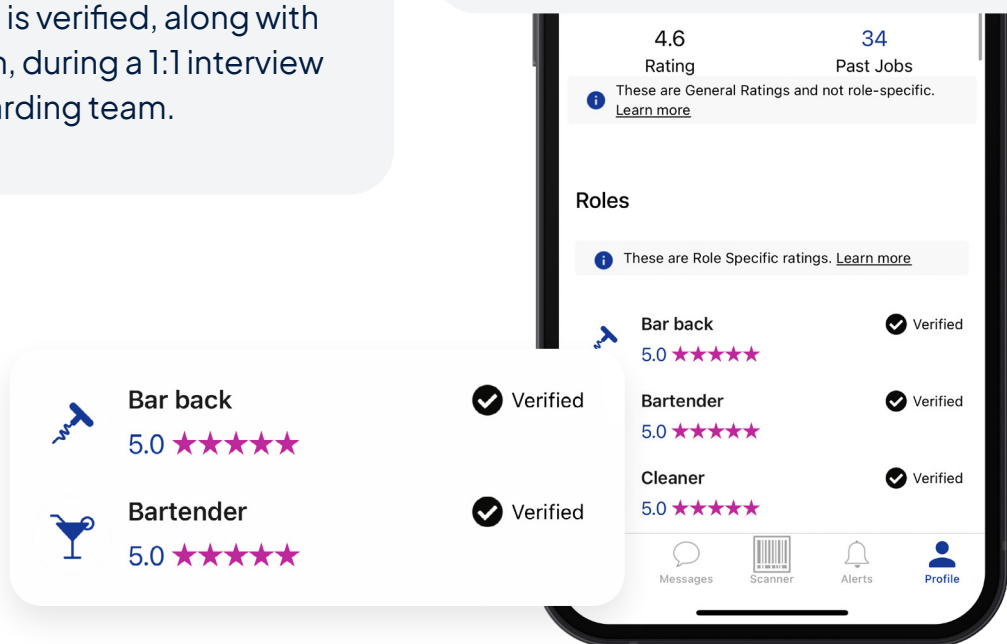 is verified, along with
, during a 1:1 interview
team.
4.6
Rating
34
Past Jobs
These are General Ratings and not role-specific.
Learn more
Roles
These are Role Specific ratings. Learn more
Bar back
Verified
5.0
Bartender
Verified
5.0
Cleaner
Verified
5.0
Messages
Scanner
Alerts
Profile
Bar back
Verified
5.0
Bartender
Verified
5.0